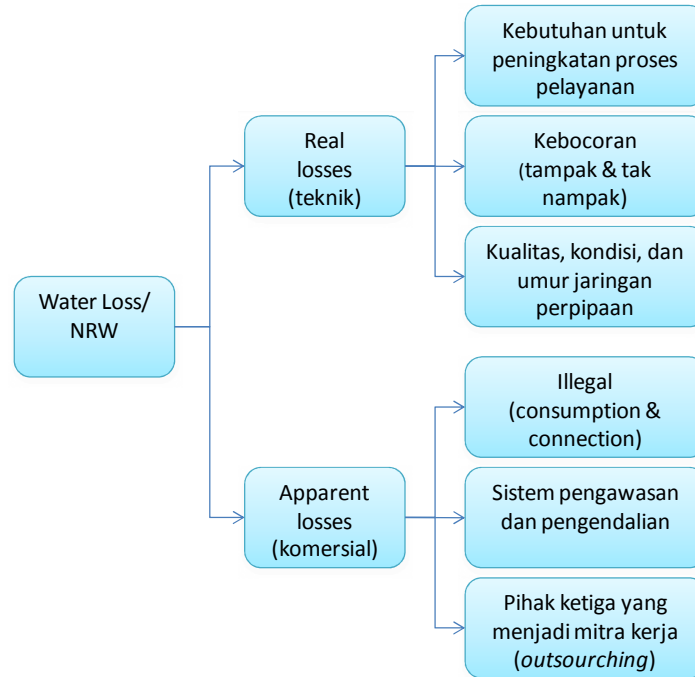 Kebutuhan untuk
peningkatan proses
pelayanan
Real
losses
(teknik)
Kebocoran
(tampak & tak
nampak)
Kualitas, kondisi, dan
umur jaringan
perpipaan
Water Loss/
NRW
Illegal
(consumption &
connection)
Apparent
losses
(komersial)
Sistem pengawasan
dan pengendalian
Pihak ketiga yang
menjadi mitra kerja
(outsourching)